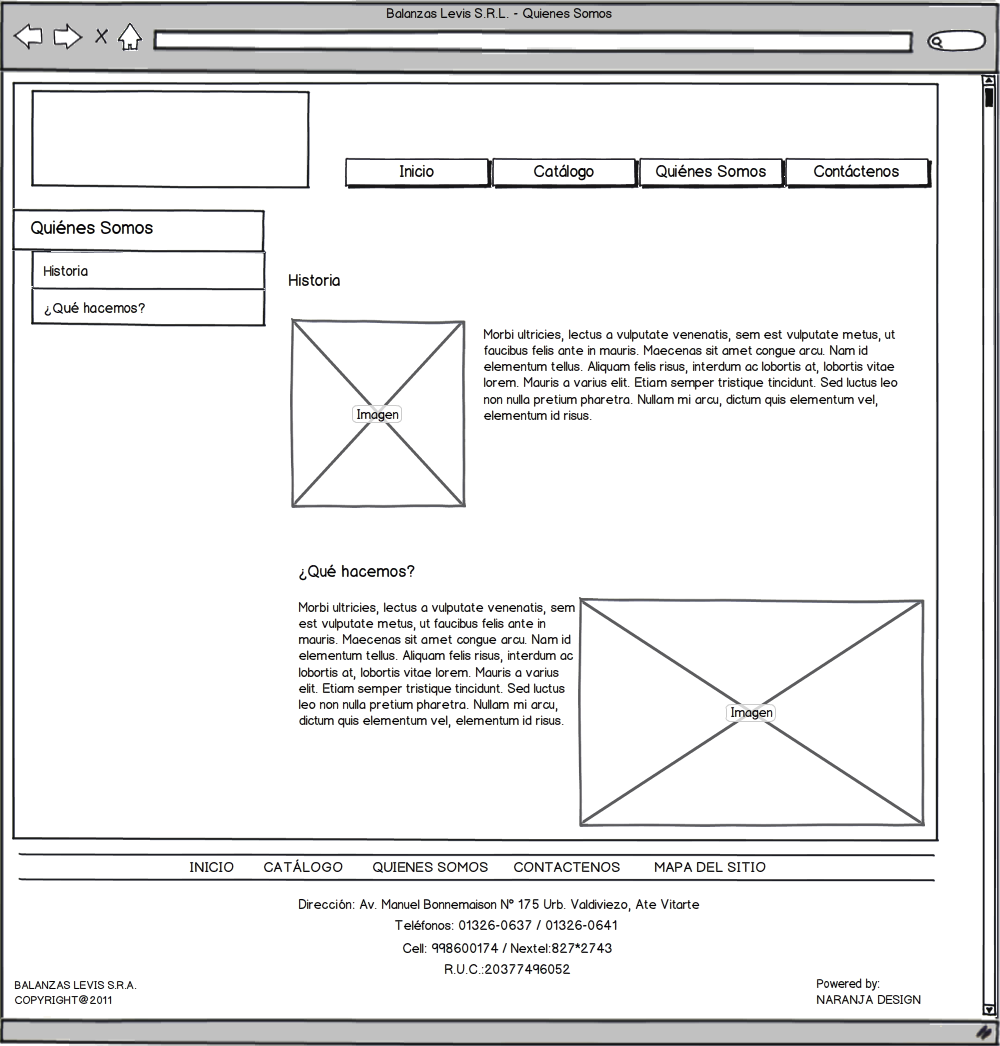 Balanzas Levis S.R.L. - Quienes Somos
Inicio
Catálogo
Quiénes Somos
Contáctenos
Quiénes Somos
Historia
¿Qué hacemos?
Historia
Imagen
Morbi ultricies, lectus a vulputate venenatis, sem est vulputate metus, ut
faucibus felis ante in mauris. Maecenas sit amet congue arcu. Nam id
elementum tellus. Aliquam felis risus, interdum ac lobortis at, lobortis vitae
lorem. Mauris a varius elit. Etiam semper tristique tincidunt. Sed luctus leo
non nulla pretium pharetra. Nullam mi arcu, dictum quis elementum vel,
elementum id risus.
¿Qué hacemos?
Morbi ultricies, lectus a vulputate venenatis, sem
est vulputate metus, ut faucibus felis ante in
mauris. Maecenas sit amet congue arcu. Nam id
elementum tellus. Aliquam felis risus, interdum ac
lobortis at, lobortis vitae lorem. Mauris a varius
elit. Etiam semper tristique tincidunt. Sed luctus
leo non nulla pretium pharetra. Nullam mi arcu,
dictum quis elementum vel, elementum id risus.
Imagen
INICIO
CATÁLOGO
QUIENES SOMOS
CONTACTENOS
MAPA DEL SITIO
Dirección: Av. Manuel Bonnemaison Nº 175 Urb. Valdiviezo, Ate Vitarte
Teléfonos: 01326-0637 / 01326-0641
Cell: 998600174 / Nextel:827*2743
R.U.C.:20377496052
BALANZAS LEVIS S.R.A.
COPYRIGHT@2011
Powered by:
NARANJA DESIGN